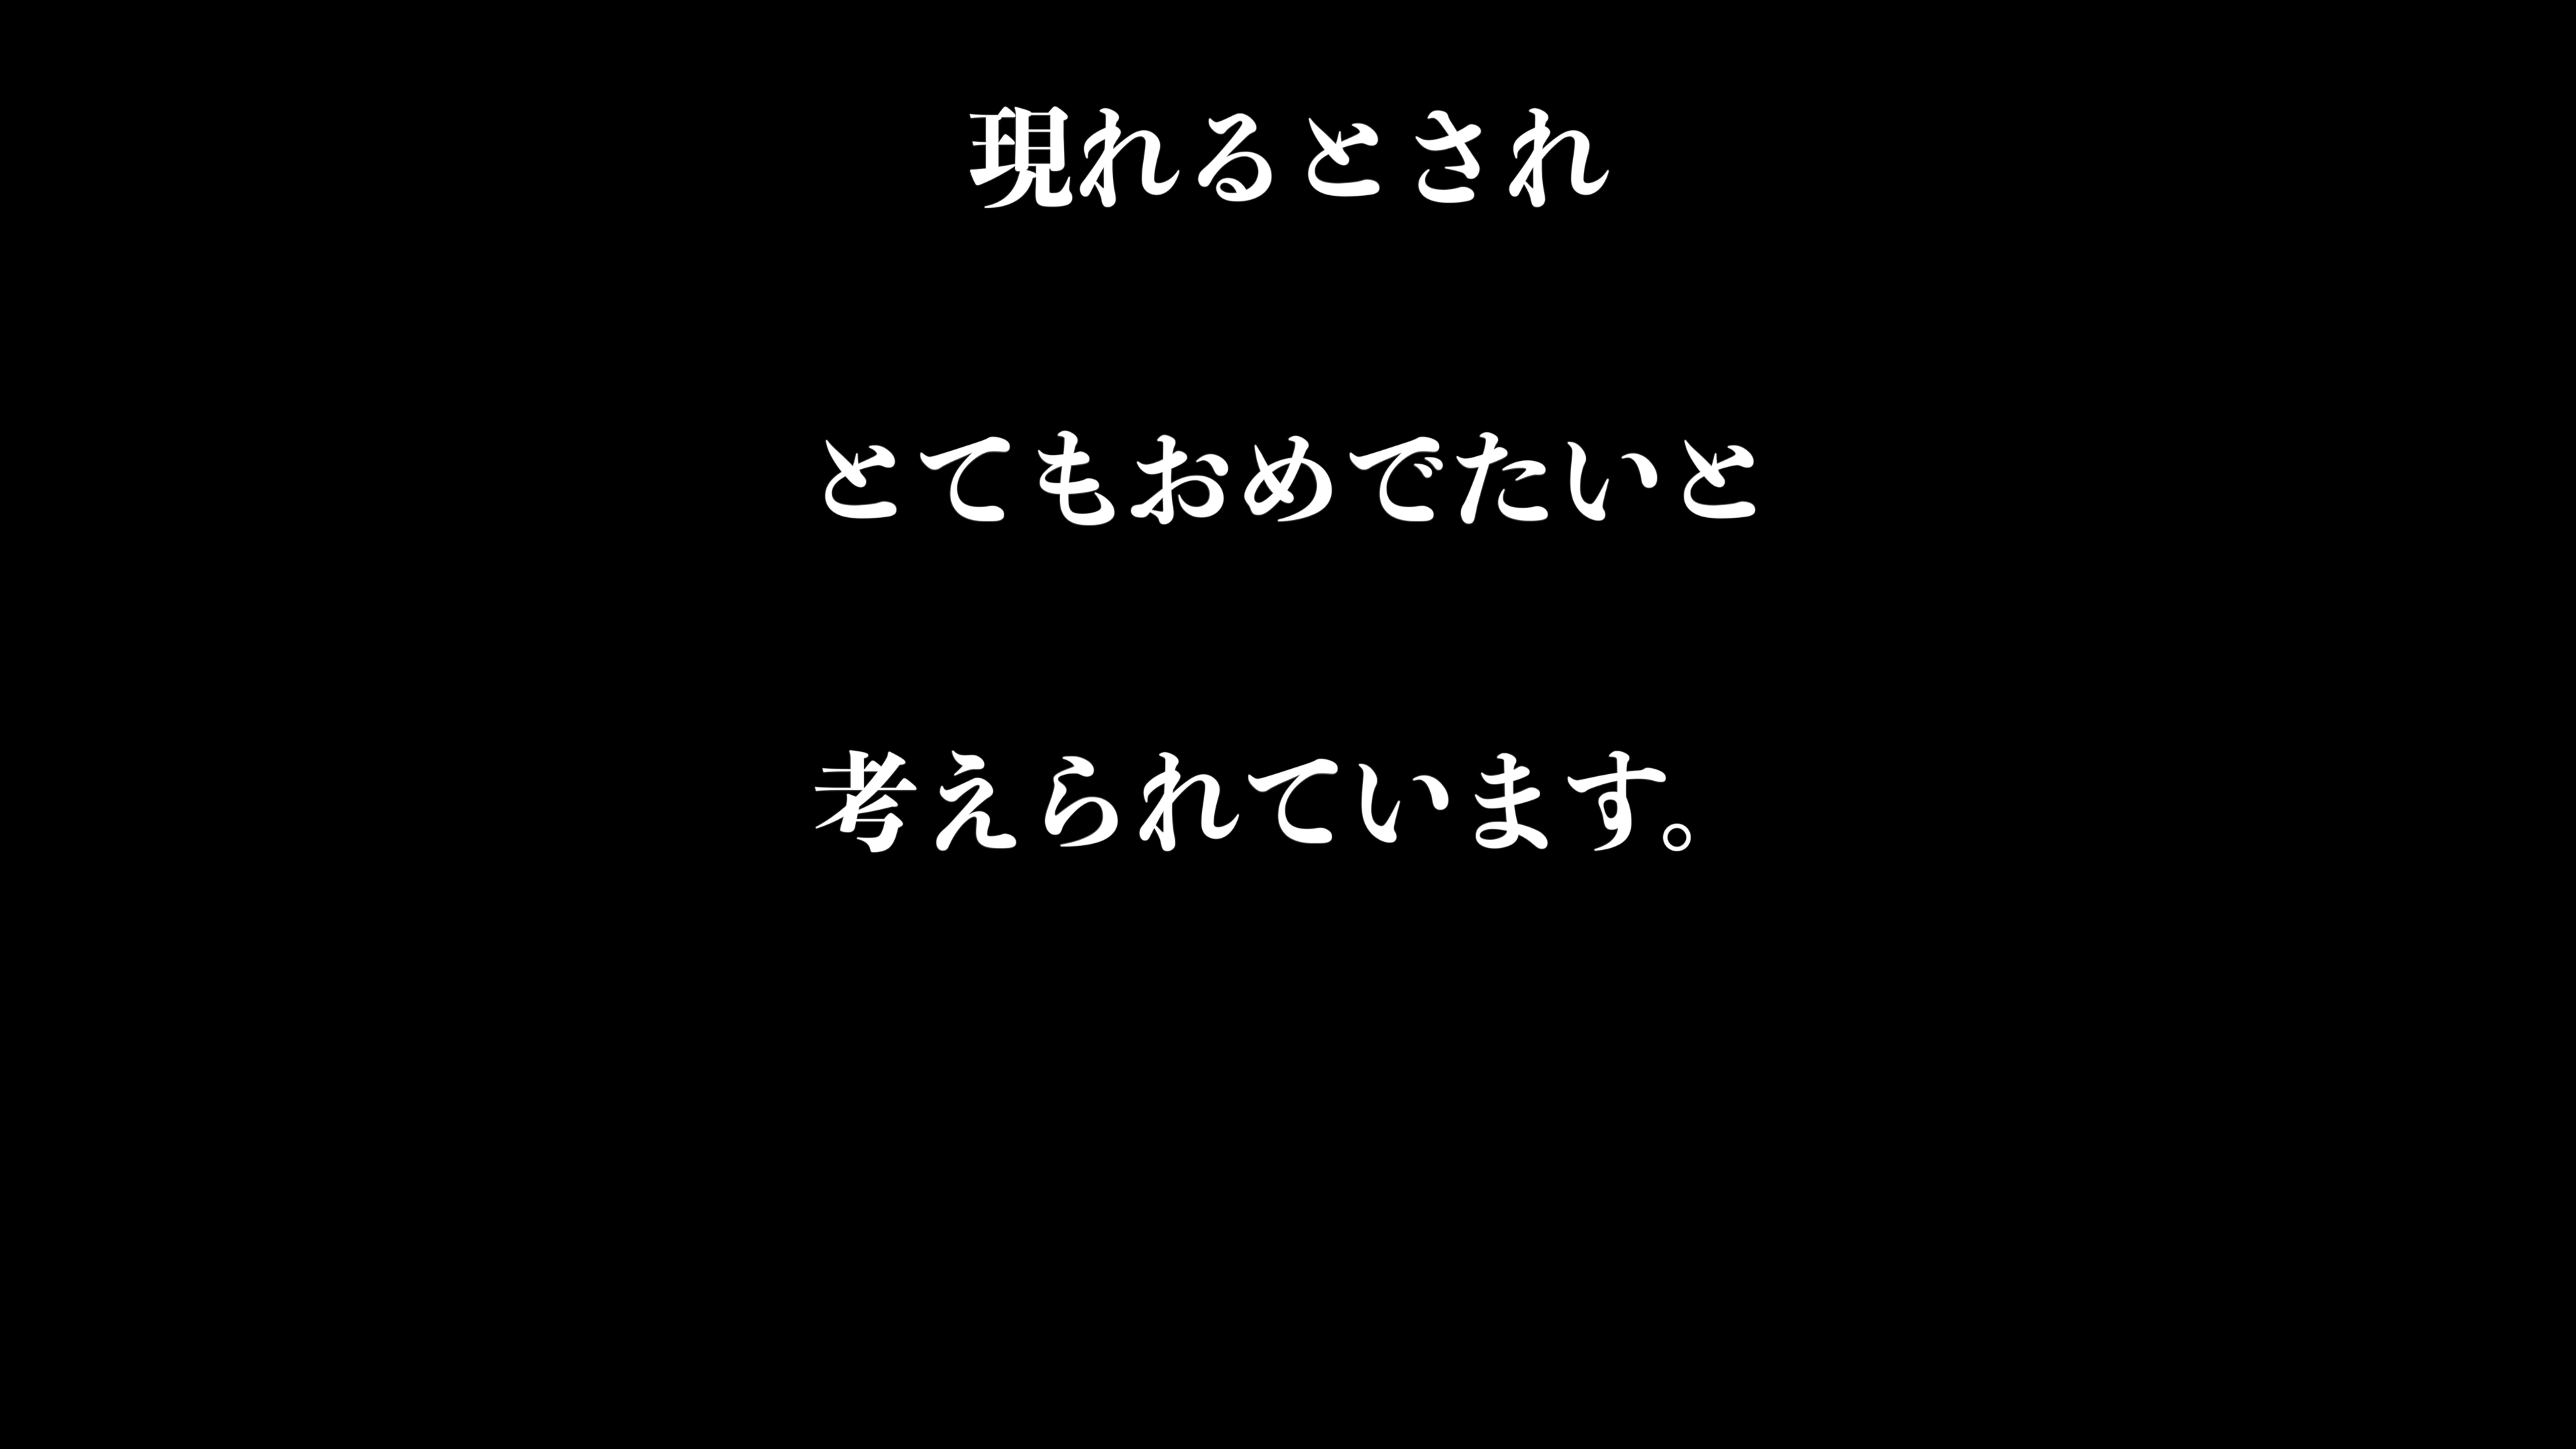 現れるとされ
とてもおめでたいと
考えられています。